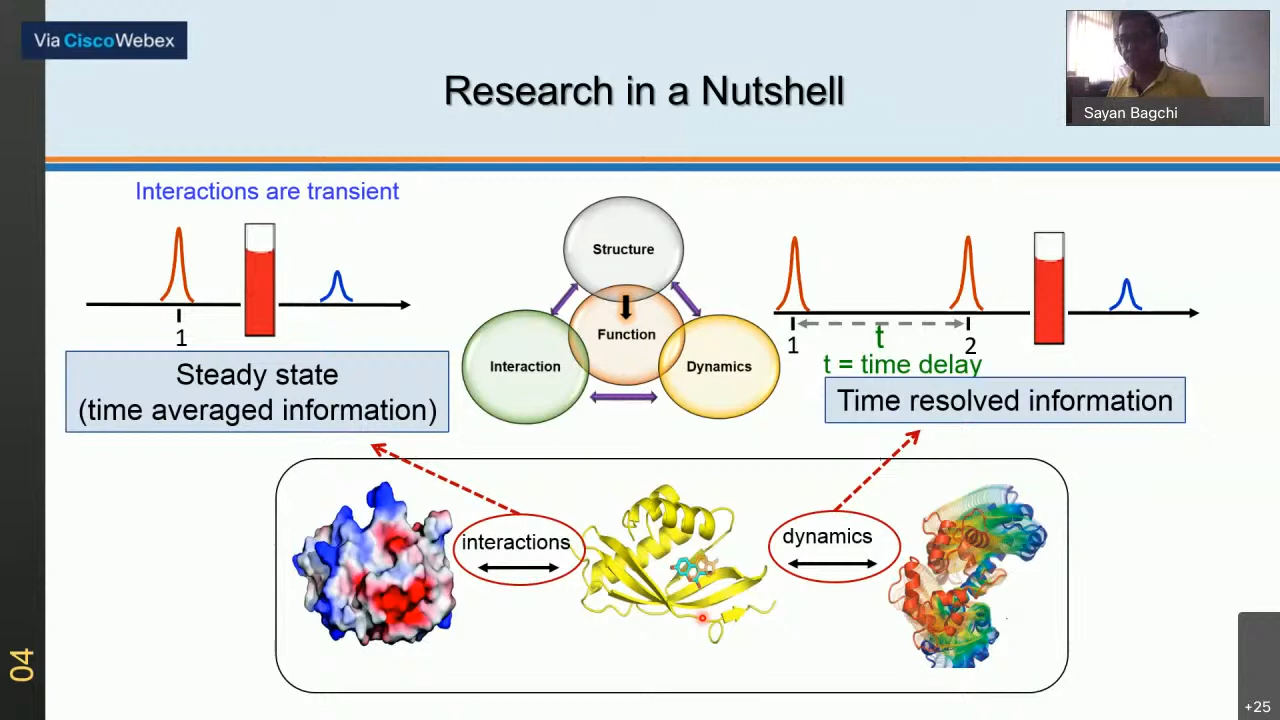 Via CiscoWebex
Research in a Nutshell
Sayan Bagchi
Interactions are transient
1
Steady state
(time averaged information)
Structure
Function
Interaction
Dynamics
1
t
2
t = time delay
Time resolved information
interactions
dynamics
04
+25